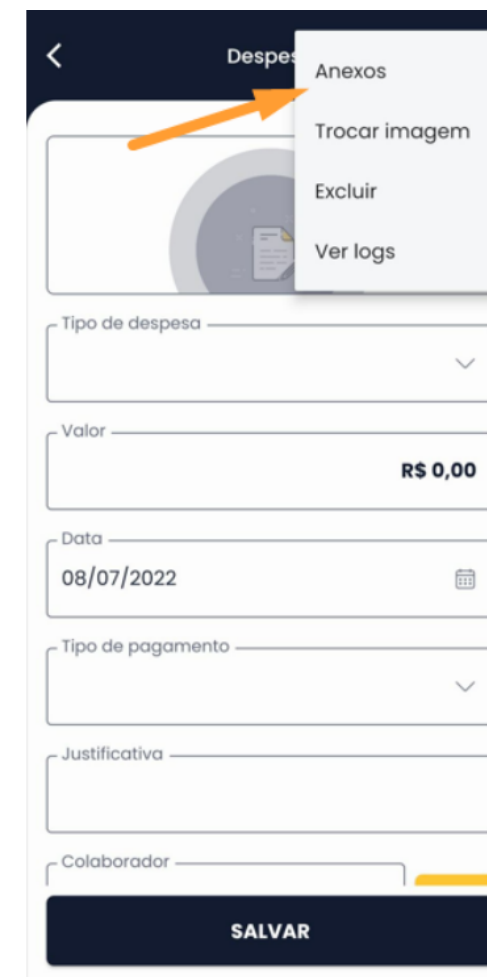 Despes
Anexos
Trocar imagem
Excluir
Ver logs
Tipo de despesa
Valor
R$ 0,00
Data
08/07/2022
Tipo de pagamento
Justificativa
Colaborador
SALVAR